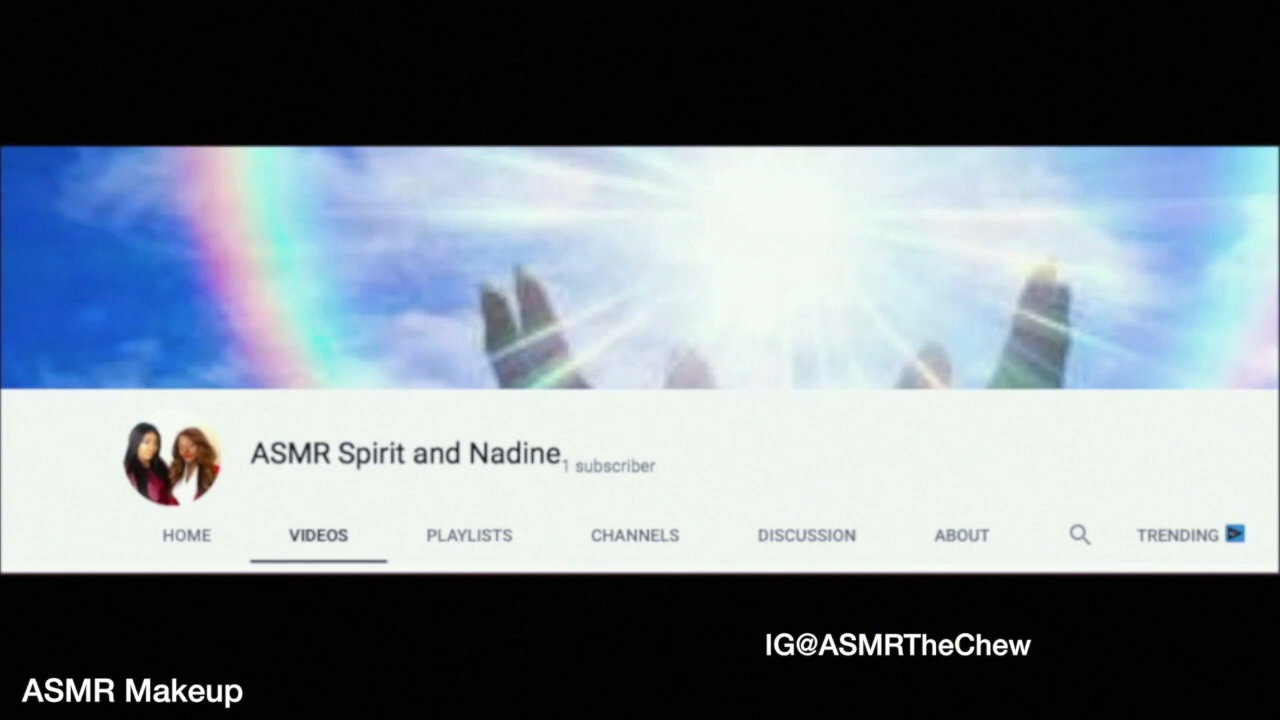 ASMR Spirit and Nadine
1 subscriber
HOME VIDEOS PLAYLISTS CHANNELS DISCUSSION ABOUT TRENDING
IG@ASMRTheChew
ASMR Makeup